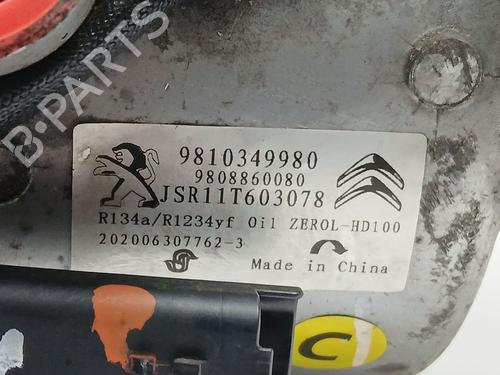 B-PARTS
9810349980
9808860080
JSR11T603078
R134a/R1234yf Oil ZEROL-HD100
202006307762-3
Made in China
C